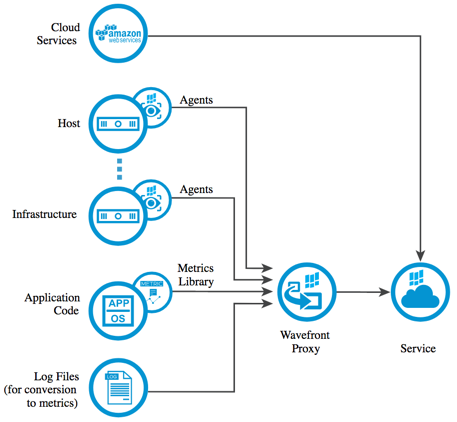 Cloud
Services
amazon
web services
Agents
Host
Agents
Infrastructure
Metrics
Library
METRIC
Application
Code
APP
OS
Wavefront
Proxy
Service
LOG
Log Files
(for conversion
to metrics)